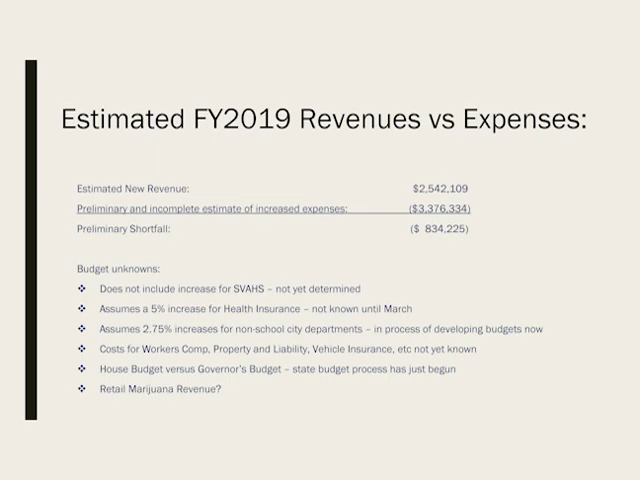 Estimated FY2019 Revenues vs Expenses:
Estimated New Revenue: $2,542,109
Preliminary and incomplete estimate of increased expenses: ($3,376,334)
Preliminary Shortfall: ($ 834,225)
Budget unknowns:
❖ Does not include increase for SVAHS – not yet determined
❖ Assumes a 5% increase for Health Insurance – not known until March
❖ Assumes 2.75% increases for non-school city departments – in process of developing budgets now
❖ Costs for Workers Comp, Property and Liability, Vehicle Insurance, etc not yet known
❖ House Budget versus Governor's Budget – state budget process has just begun
❖ Retail Marijuana Revenue?